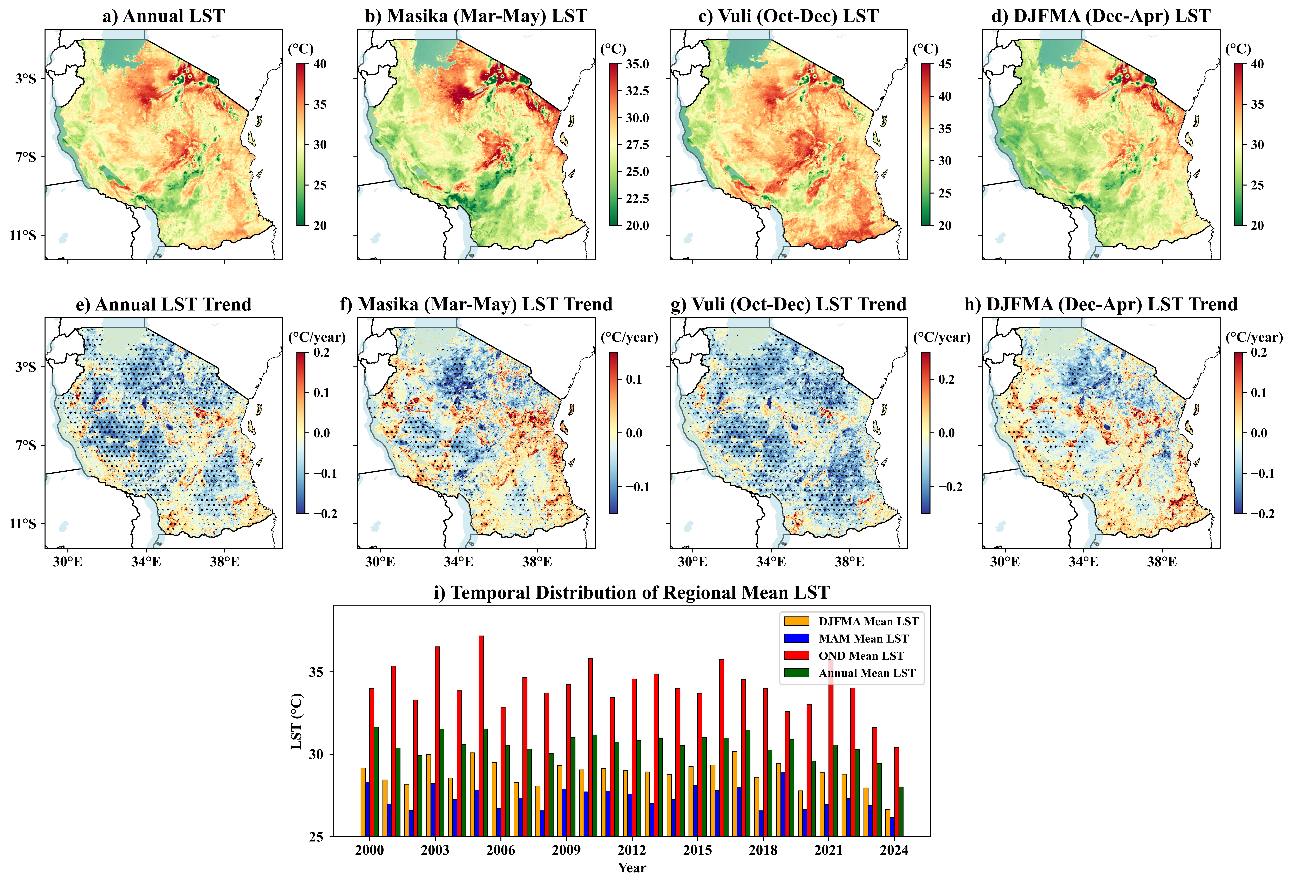 a) Annual LST
b) Masika (Mar-May) LST
c) Vuli (Oct-Dec) LST
d) DJFMA (Dec-Apr) LST
(°C)
(°C)
(°C)
(°C)
3°S
7°S
11°S
40
35
30
25
20
35.0
32.5
30.0
27.5
25.0
22.5
20.0
45
40
35
30
25
20
40
35
30
25
20
e) Annual LST Trend
f) Masika (Mar-May) LST Trend
g) Vuli (Oct-Dec) LST Trend
h) DJFMA (Dec-Apr) LST Trend
(°C/year)
(°C/year)
(°C/year)
(°C/year)
3°S
7°S
11°S
0.2
0.1
0.0
−0.1
−0.2
0.1
0.0
−0.1
0.2
0.0
−0.2
0.2
0.1
0.0
−0.1
−0.2
30°E 34°E 38°E
30°E 34°E 38°E
30°E 34°E 38°E
30°E 34°E 38°E
i) Temporal Distribution of Regional Mean LST
DJFMA Mean LST
MAM Mean LST
OND Mean LST
Annual Mean LST
LST (°C)
35
30
25
2000 2003 2006 2009 2012 2015 2018 2021 2024
Year